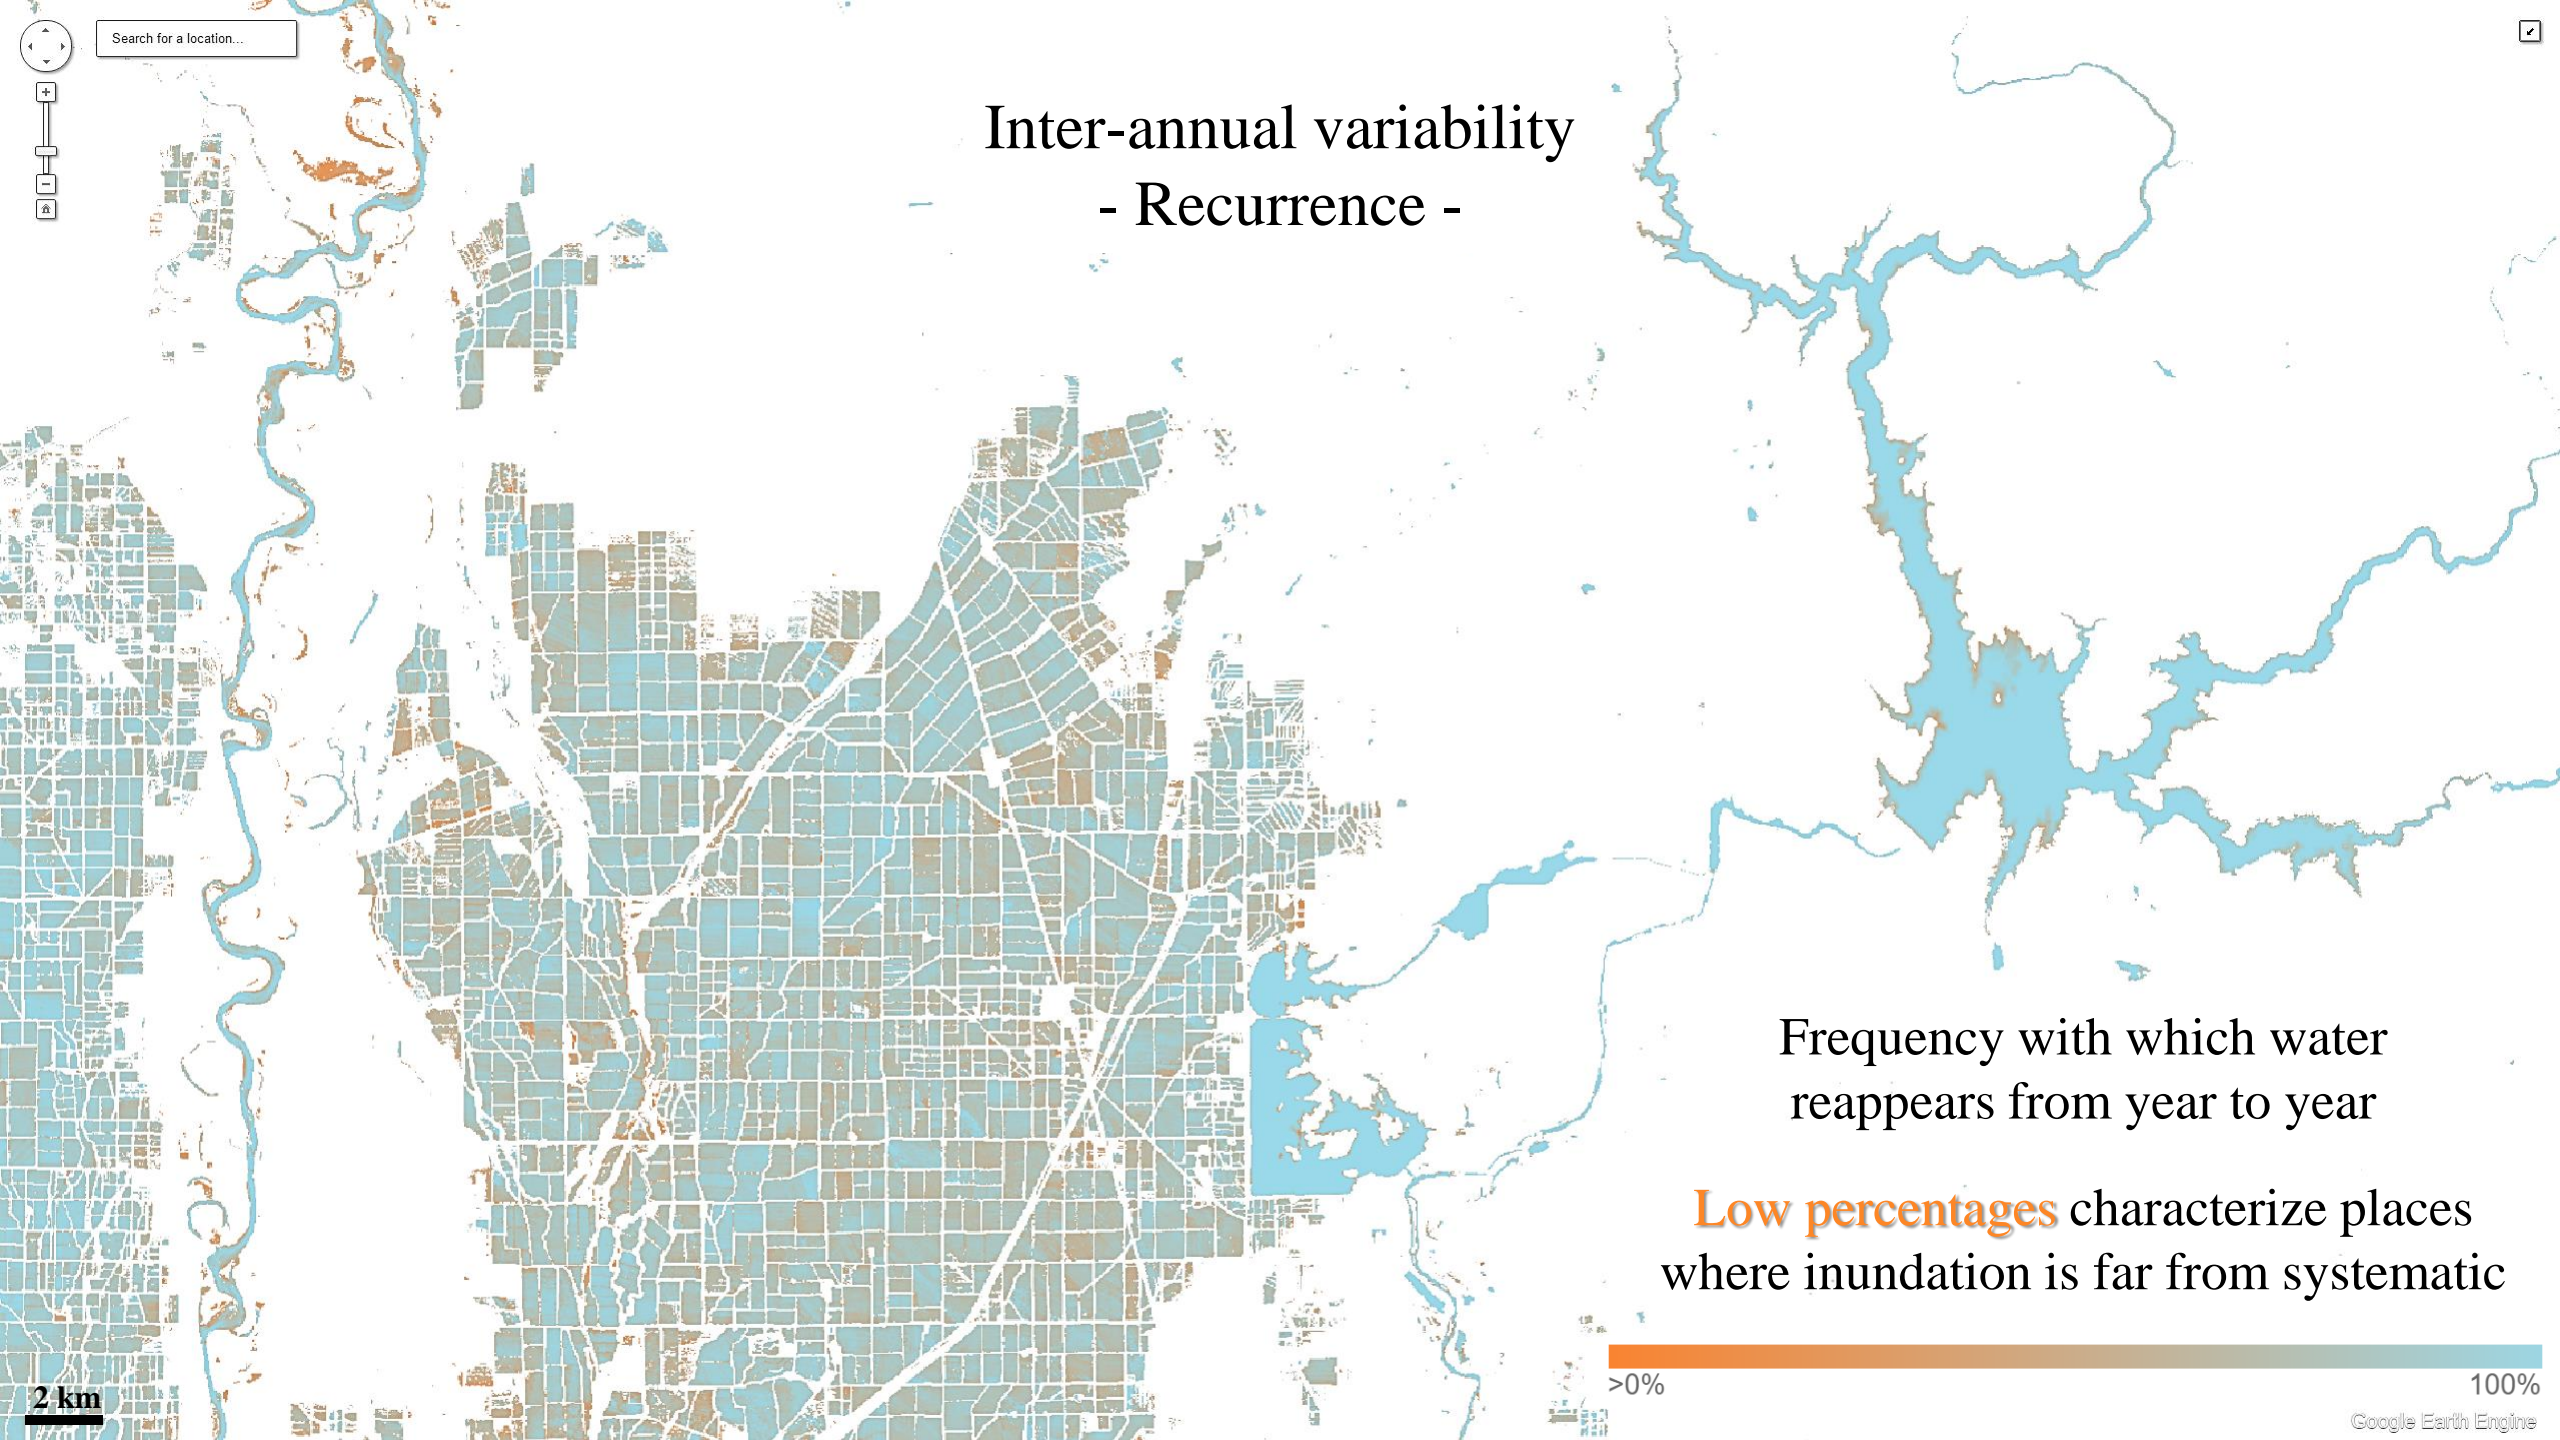 Search for a location...
Inter-annual variability
- Recurrence -
Frequency with which water
reappears from year to year
Low percentages characterize places
where inundation is far from systematic
>0% 100%
2 km
Google Earth Engine